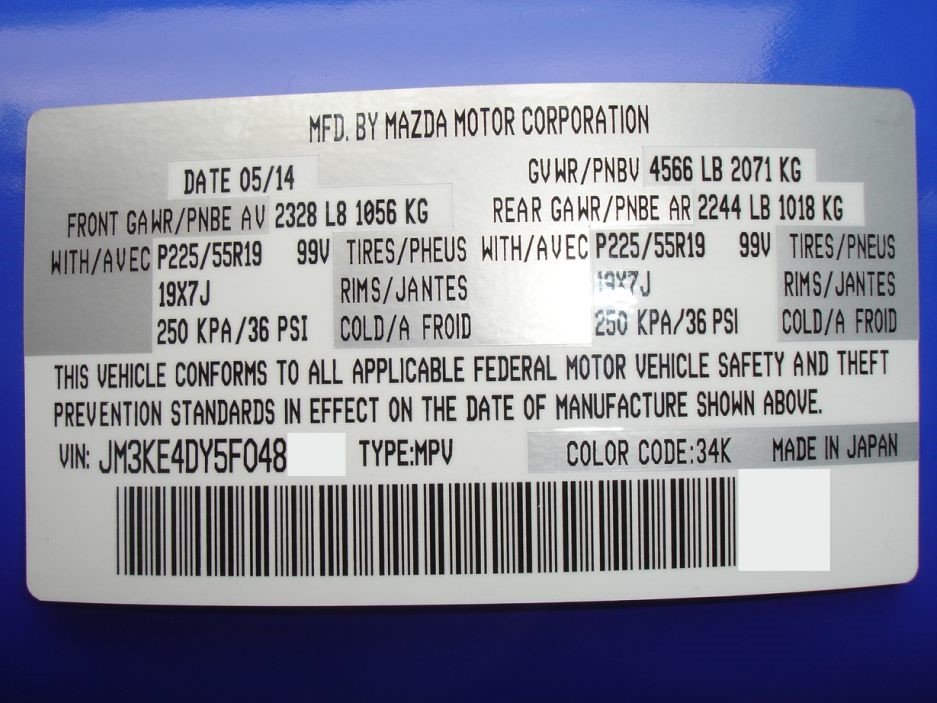 MFD. BY MAZDA MOTOR CORPORATION
DATE 05/14 GVWR/PNBV 4566 LB 2071 KG
FRONT GAWR/PNBE AV 2328 LB 1056 KG REAR GAWR/PNBE AR 2244 LB 1018 KG
WITH/AVEC P225/55R19 99V TIRES/PNEUS WITH/AVEC P225/55R19 99V TIRES/PNEUS
19X7J RIMS/JANTES 19X7J RIMS/JANTES
250 KPA/36 PSI COLD/A FROID 250 KPA/36 PSI COLD/A FROID
THIS VEHICLE CONFORMS TO ALL APPLICABLE FEDERAL MOTOR VEHICLE SAFETY AND THEFT
PREVENTION STANDARDS IN EFFECT ON THE DATE OF MANUFACTURE SHOWN ABOVE.
VIN: JM3KE4DY5F048 TYPE:MPV COLOR CODE:34K MADE IN JAPAN